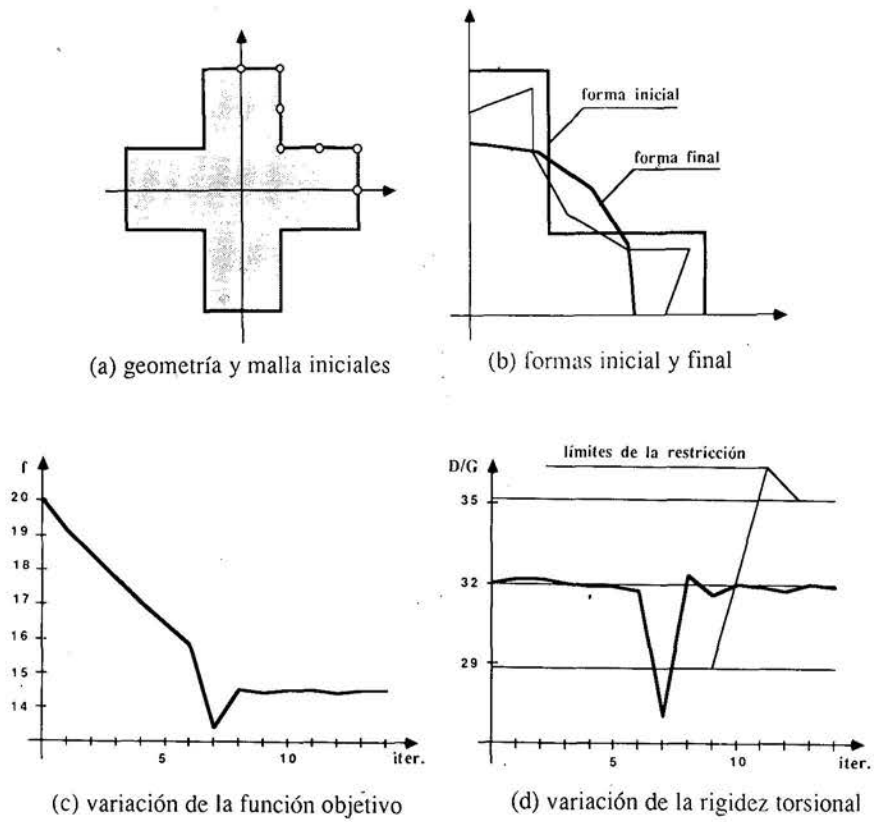 forma inicial
forma final
(a) geometría y malla iniciales
(b) formas inicial y final
f
20
19
18
17
16
15
14
5
10
iter.
(c) variación de la función objetivo
límites de la restricción
D/G
35
32
29
5
10
iter.
(d) variación de la rigidez torsional